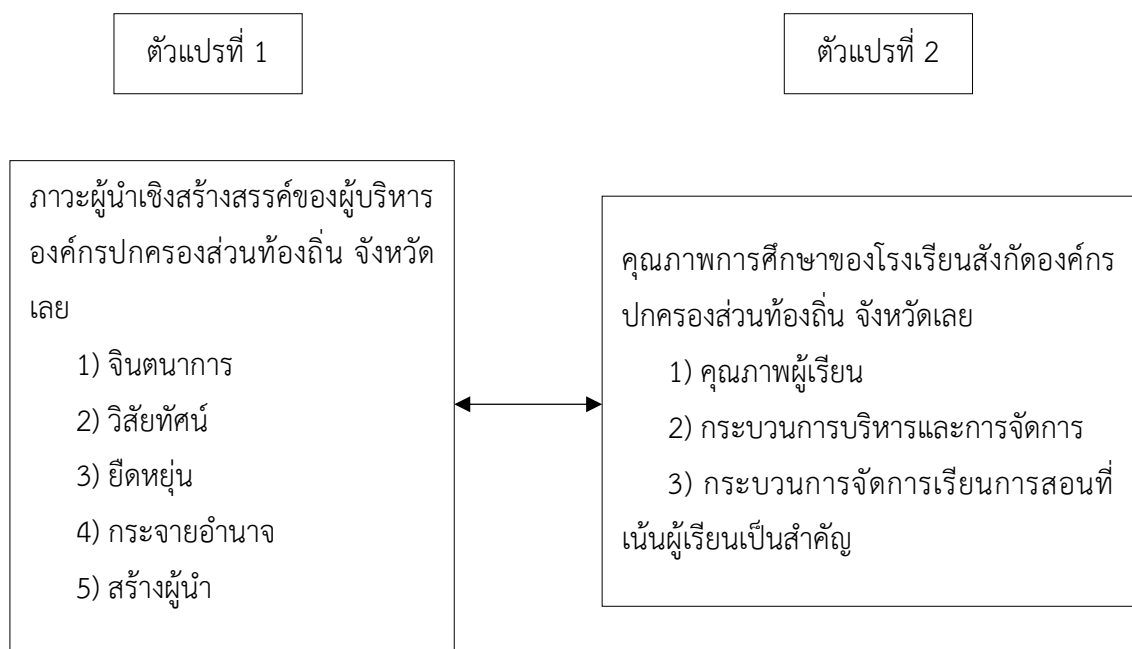 ตัวแปรที่ 1
ตัวแปรที่ 2
ภาวะผู้นำเชิงสร้างสรรค์ของผู้บริหาร
องค์กรปกครองส่วนท้องถิ่น จังหวัด
เลย
1) จินตนาการ
2) วิสัยทัศน์
3) ยืดหยุ่น
4) กระจายอำนาจ
5) สร้างผู้นำ
คุณภาพการศึกษาของโรงเรียนสังกัดองค์กร
ปกครองส่วนท้องถิ่น จังหวัดเลย
1) คุณภาพผู้เรียน
2) กระบวนการบริหารและการจัดการ
3) กระบวนการจัดการเรียนการสอนที่
เน้นผู้เรียนเป็นสำคัญ